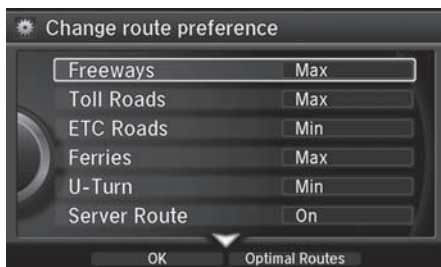 Change route preference
Freeways Max
Toll Roads Max
ETC Roads Min
Ferries Max
U-Turn Min
Server Route On
OK Optimal Routes